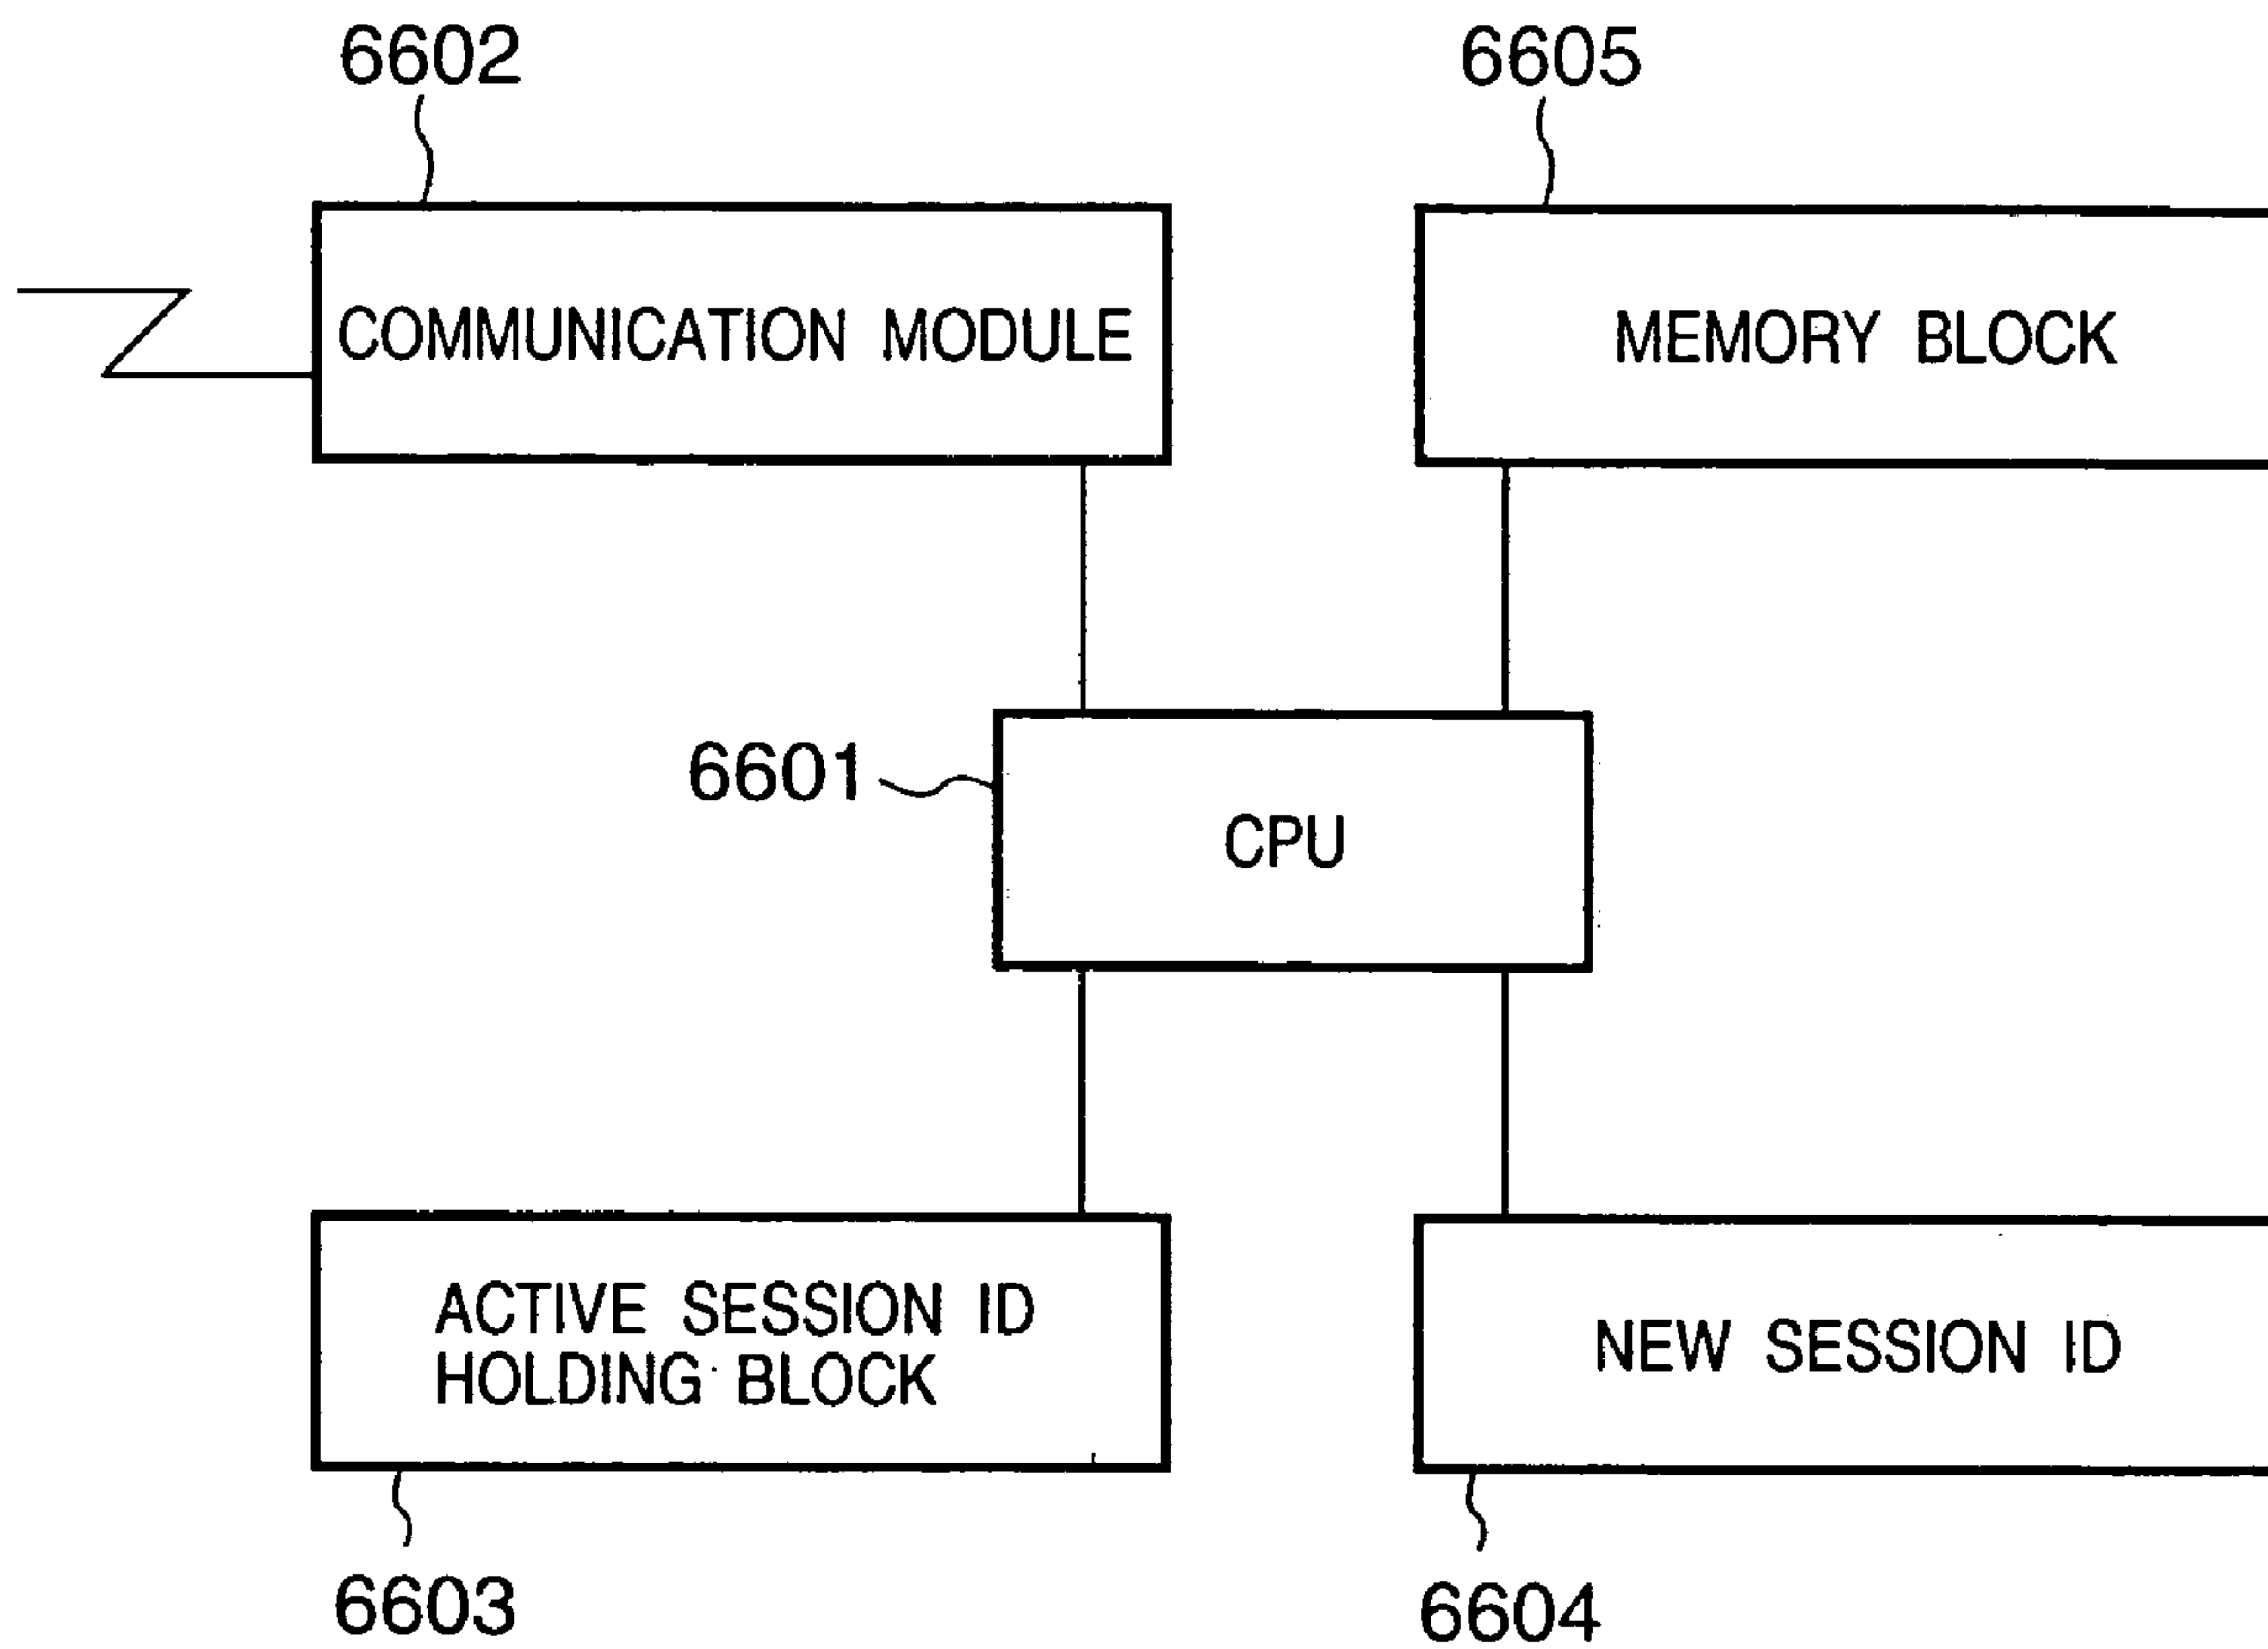 6602
6605
COMMUNICATION MODULE
MEMORY BLOCK
6601
CPU
ACTIVE SESSION ID
HOLDING BLOCK
NEW SESSION ID
6603
6604